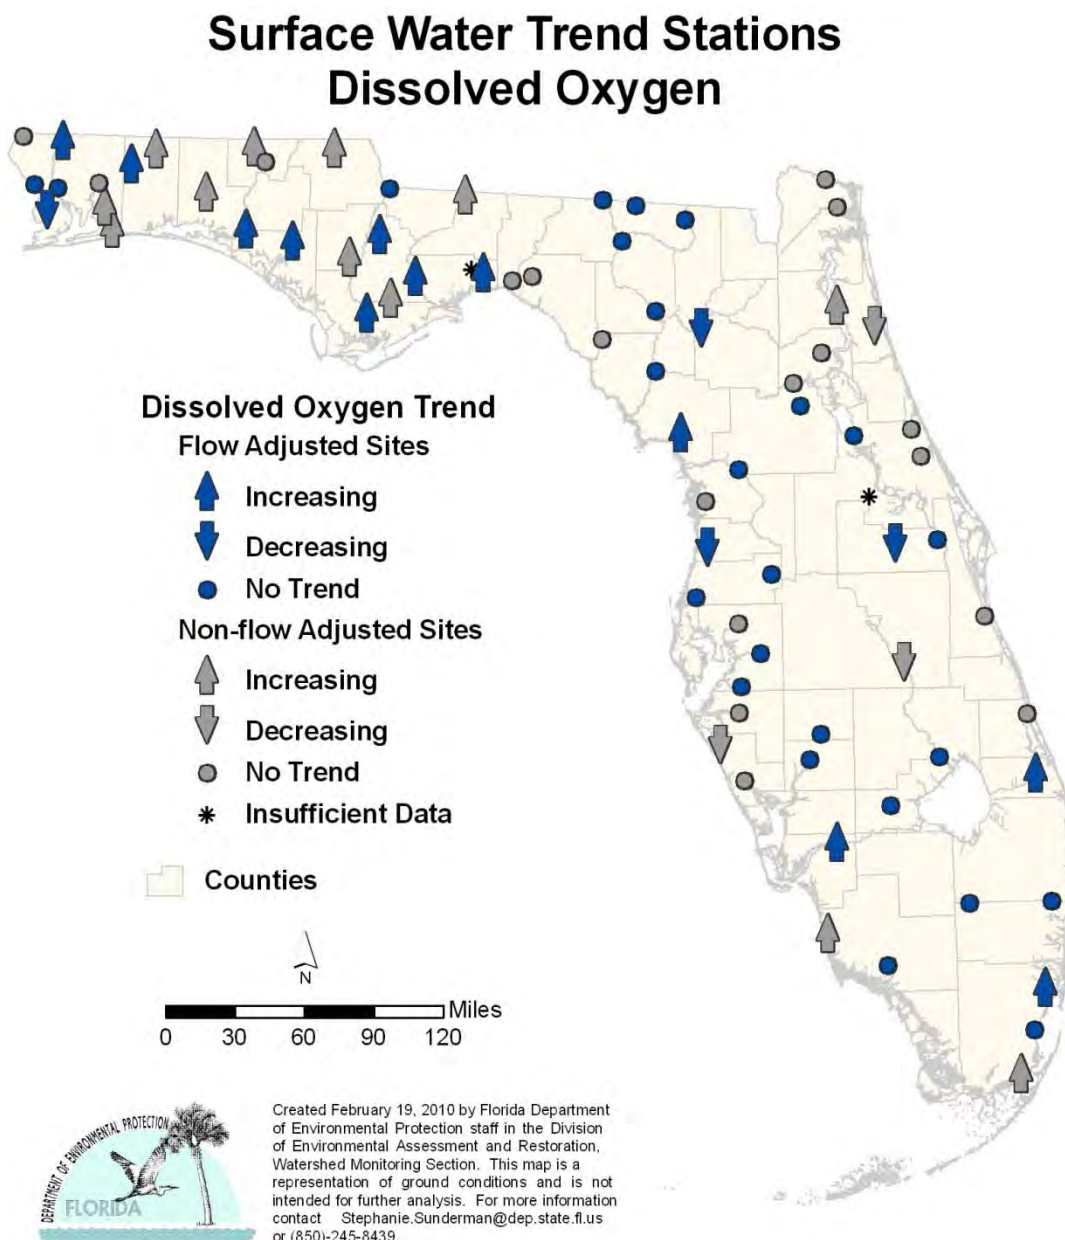 Surface Water Trend Stations
Dissolved Oxygen
Dissolved Oxygen Trend
Flow Adjusted Sites
Increasing
Decreasing
No Trend
Non-flow Adjusted Sites
Increasing
Decreasing
No Trend
Insufficient Data
Counties
N
Miles
0 30 60 90 120
DEPARTMENT OF ENVIRONMENTAL PROTECTION
FLORIDA
Created February 19, 2010 by Florida Department
of Environmental Protection staff in the Division
of Environmental Assessment and Restoration,
Watershed Monitoring Section. This map is a
representation of ground conditions and is not
intended for further analysis. For more information
contact Stephanie.Sunderman@dep.state.fl.us
or (850)-245-8439